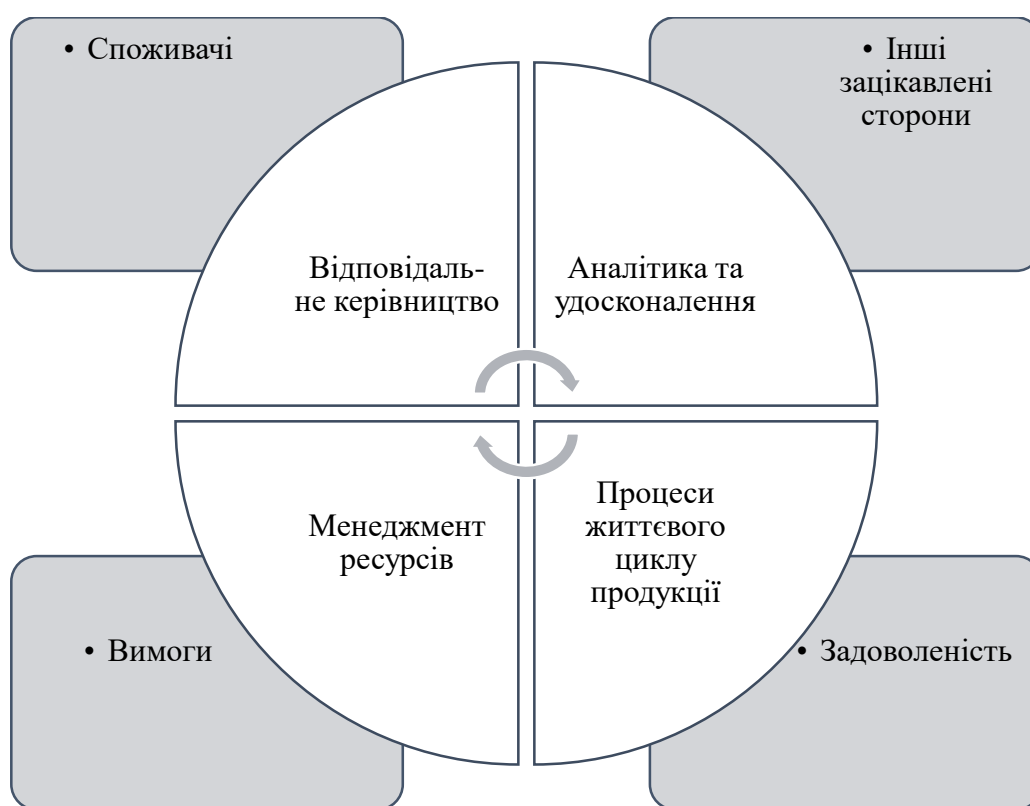 • Споживачі
• Інші
зацікавлені
сторони
Відповідаль-
не керівництво
Аналітика та
удосконалення
Менеджмент
ресурсів
Процеси
життєвого
циклу
продукції
• Вимоги
• Задоволеність